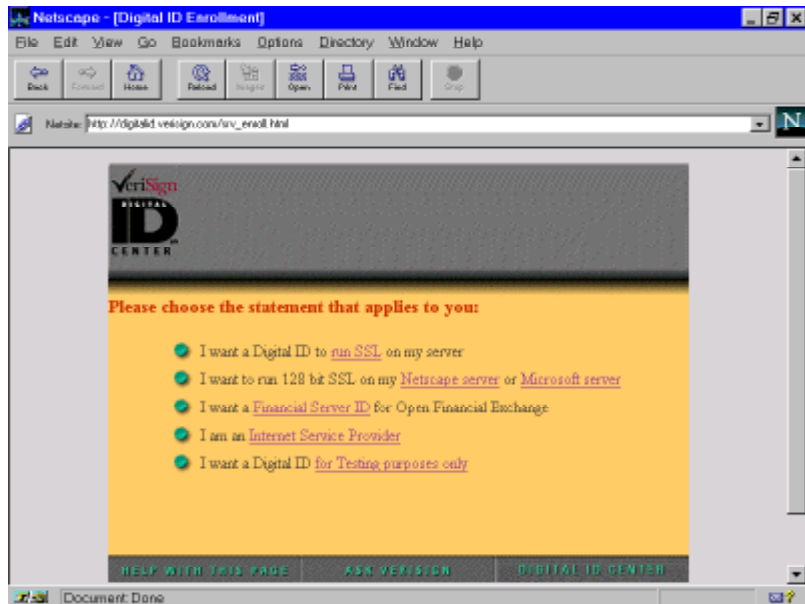 Netscape - [Digital ID Enrollment]
File Edit View Go Bookmarks Options Directory Window Help
Back Forward Home Reload Images Open Print Find Stop
Netsite: http://digitalid.verisign.com/srv_enroll.html
N
VeriSign
DIGITAL
ID
CENTER
Please choose the statement that applies to you:
I want a Digital ID to run SSL on my server
I want to run 128 bit SSL on my Netscape server or Microsoft server
I want a Financial Server ID for Open Financial Exchange
I am an Internet Service Provider
I want a Digital ID for Testing purposes only
HELP WITH THIS PAGE ASK VERISIGN DIGITAL ID CENTER
Document: Done